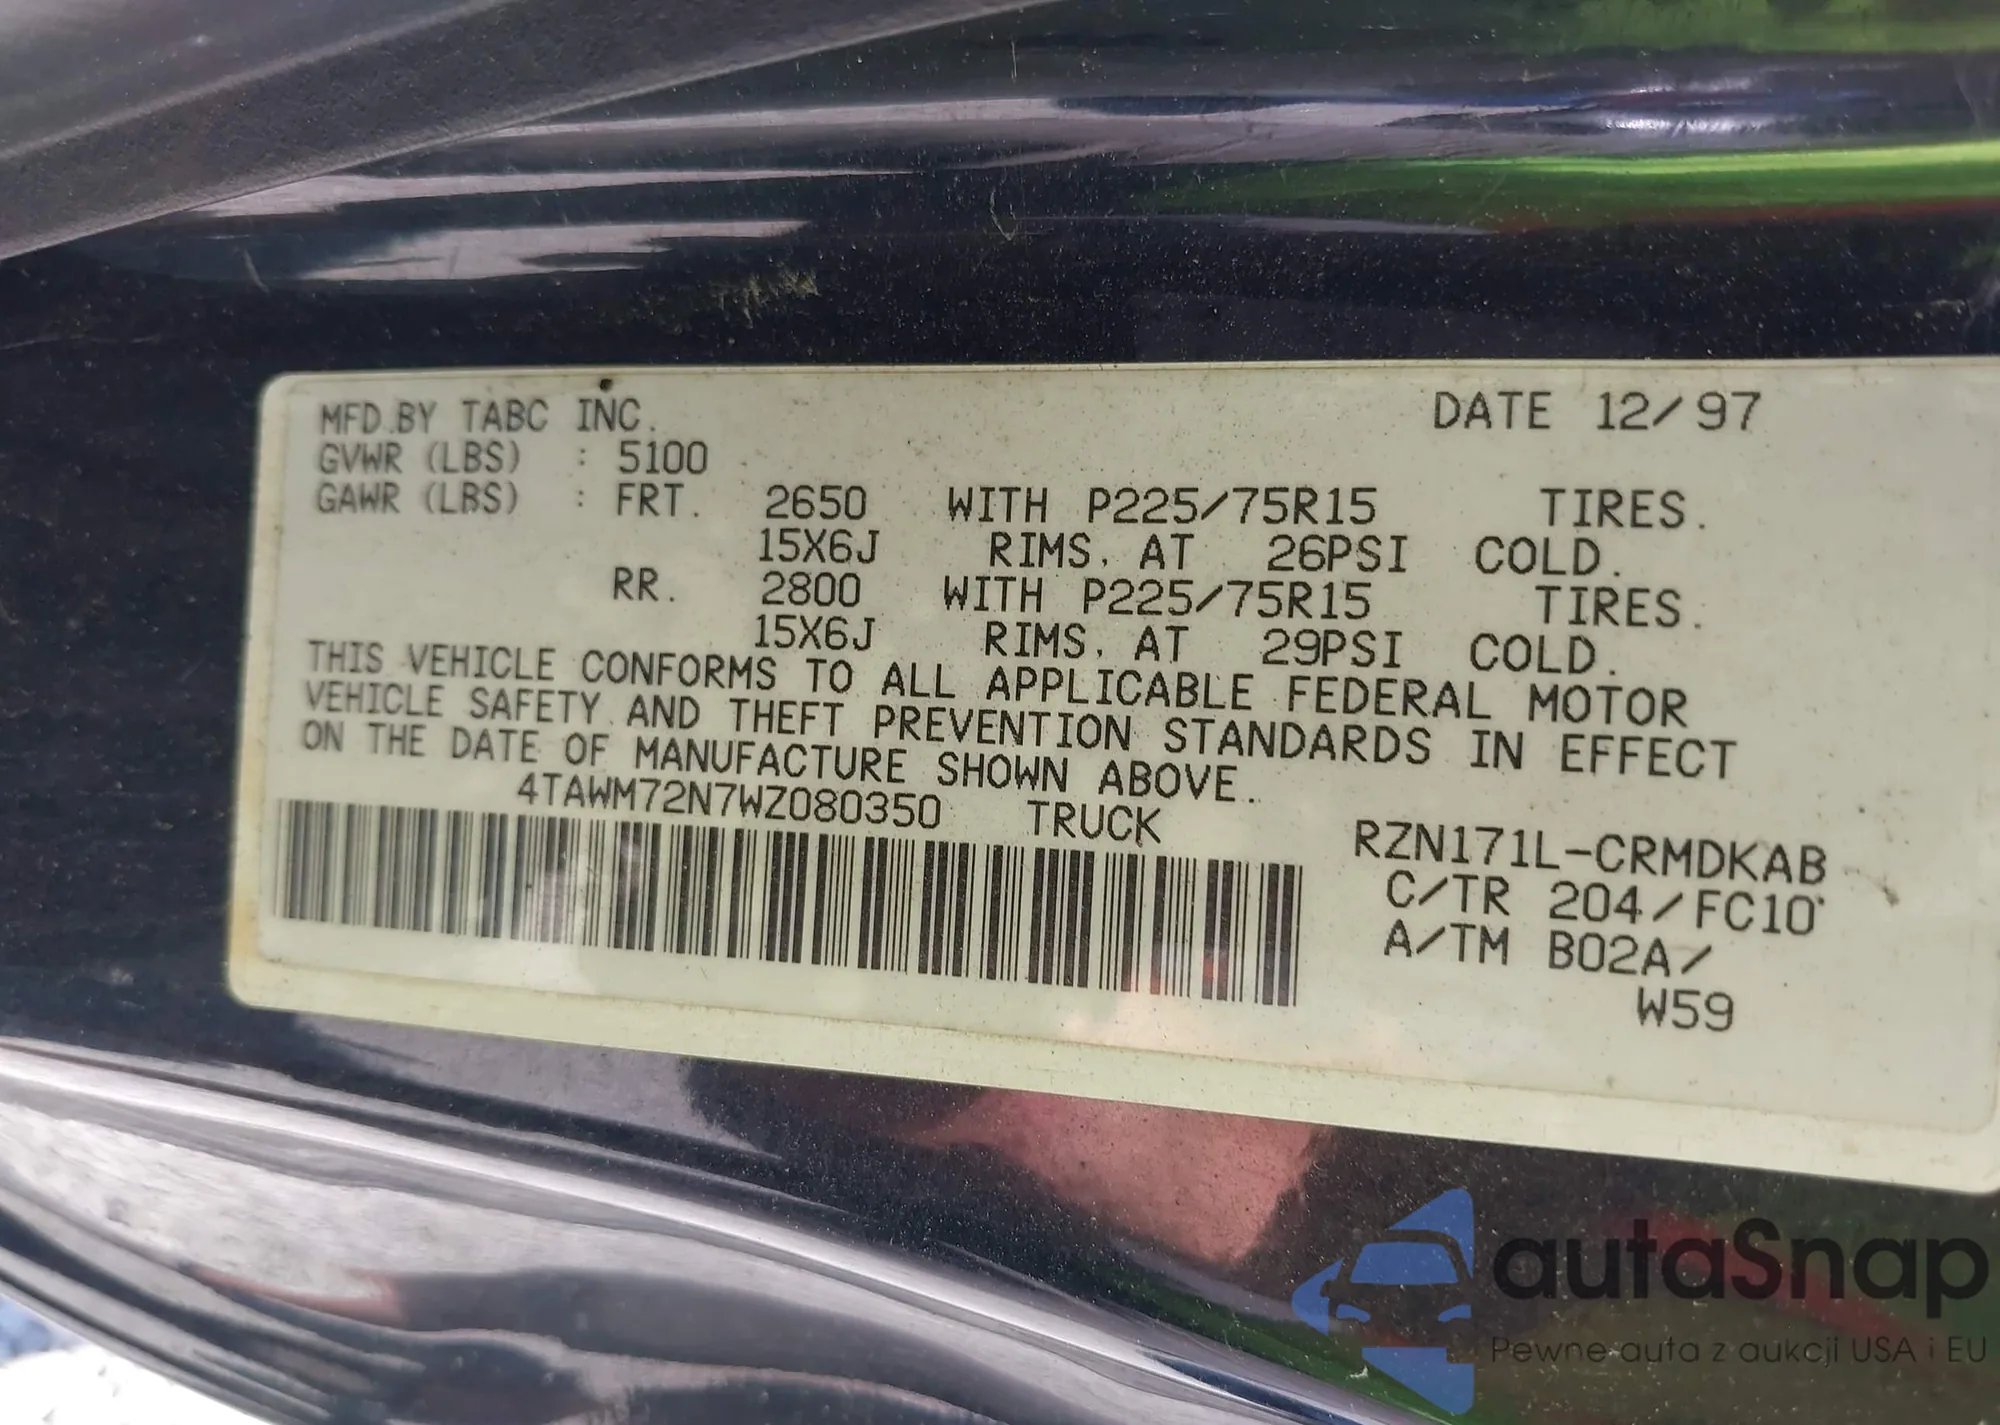 MFD.BY TABC INC. DATE 12/97
GVWR (LBS) : 5100
GAWR (LBS) : FRT. 2650 WITH P225/75R15 TIRES.
15X6J RIMS, AT 26PSI COLD.
RR. 2800 WITH P225/75R15 TIRES.
15X6J RIMS, AT 29PSI COLD.
THIS VEHICLE CONFORMS TO ALL APPLICABLE FEDERAL MOTOR
VEHICLE SAFETY AND THEFT PREVENTION STANDARDS IN EFFECT
ON THE DATE OF MANUFACTURE SHOWN ABOVE.
4TAWM72N7WZ080350 TRUCK
RZN171L-CRMDKAB
C/TR 204/FC10
A/TM B02A/
W59
autaSnap
Pewne auta z aukcji USA i EU